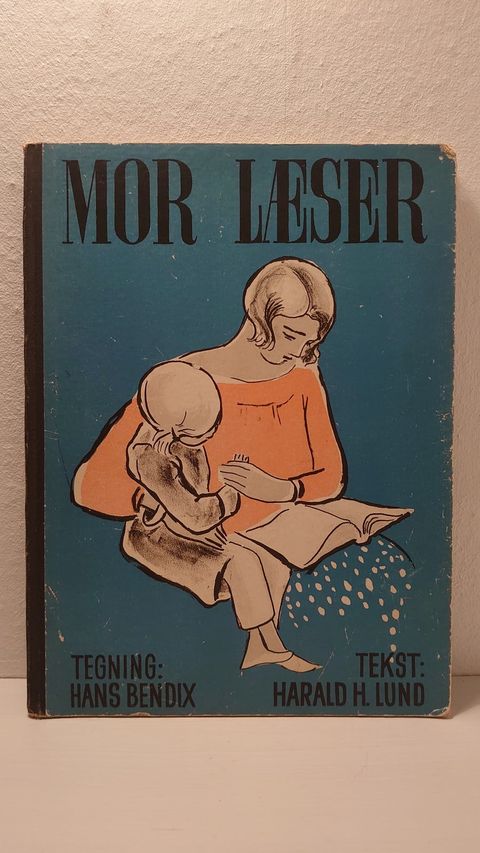 MOR LÆSER
TEGNING:
HANS BENDIX
TEKST:
HARALD H. LUND